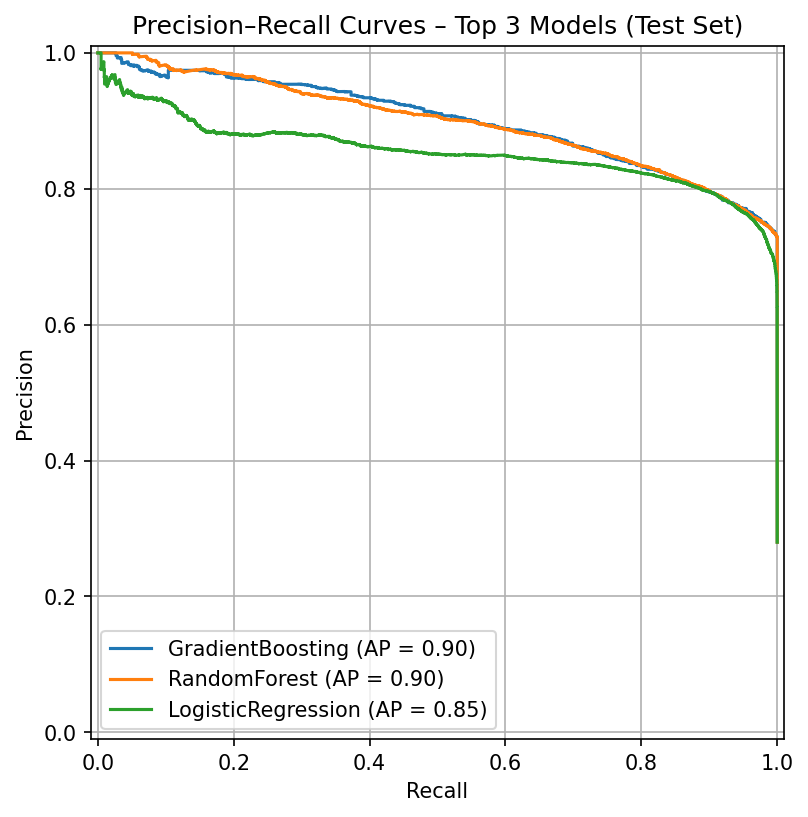 Precision–Recall Curves – Top 3 Models (Test Set)
1.0
0.8
0.6
0.4
0.2
0.0
Precision
GradientBoosting (AP = 0.90)
RandomForest (AP = 0.90)
LogisticRegression (AP = 0.85)
0.0 0.2 0.4 0.6 0.8 1.0
Recall